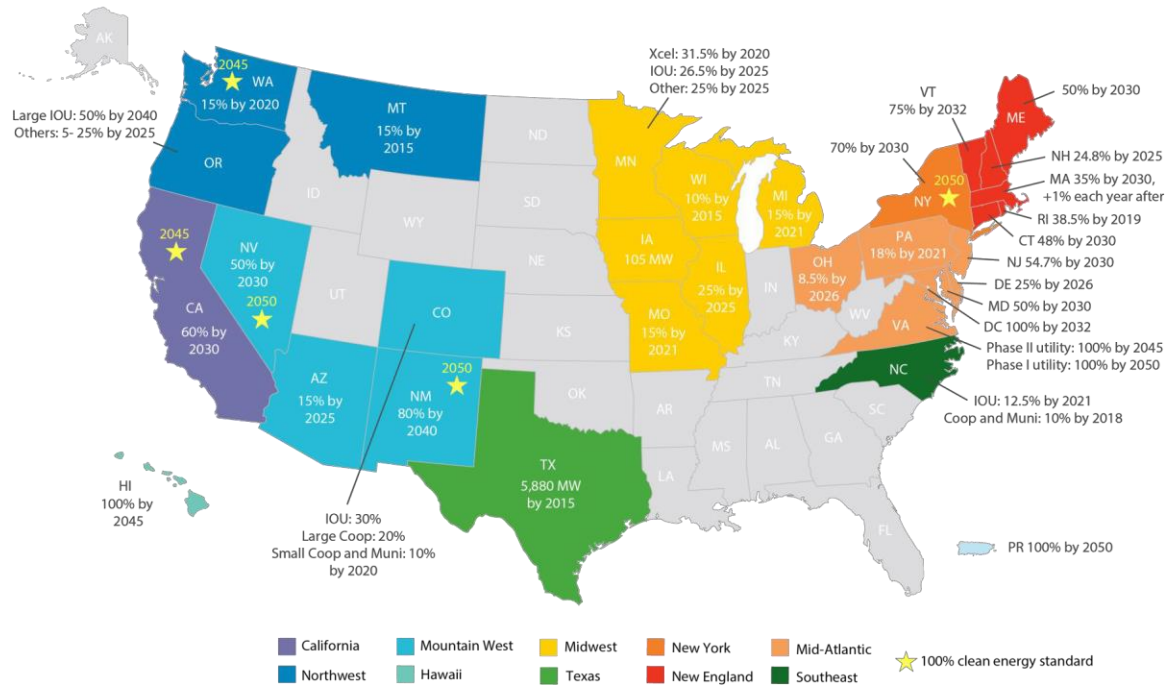 AK
2045
WA
15% by 2020
Large IOU: 50% by 2040
Others: 5- 25% by 2025
OR
MT
15% by
2015
ID
WY
ND
SD
NE
KS
OK
UT
Xcel: 31.5% by 2020
IOU: 26.5% by 2025
Other: 25% by 2025
MN
WI
10% by
2015
MI
15% by
2021
IA
105 MW
IL
25% by
2025
MO
15% by
2021
IN
OH
8.5% by
2026
KY
WV
TN
AR
LA
MS
AL
GA
SC
FL
2045
CA
60% by
2030
NV
50% by
2030
2050
AZ
15% by
2025
CO
2050
NM
80% by
2040
IOU: 30%
Large Coop: 20%
Small Coop and Muni: 10%
by 2020
TX
5,880 MW
by 2015
HI
100% by
2045
VT
75% by 2032
50% by 2030
ME
70% by 2030
2050
NY
NH 24.8% by 2025
MA 35% by 2030,
+1% each year after
RI 38.5% by 2019
CT 48% by 2030
PA
18% by 2021
NJ 54.7% by 2030
DE 25% by 2026
MD 50% by 2030
DC 100% by 2032
VA
Phase II utility: 100% by 2045
Phase I utility: 100% by 2050
NC
IOU: 12.5% by 2021
Coop and Muni: 10% by 2018
PR 100% by 2050
California
Mountain West
Midwest
New York
Mid-Atlantic
100% clean energy standard
Northwest
Hawaii
Texas
New England
Southeast